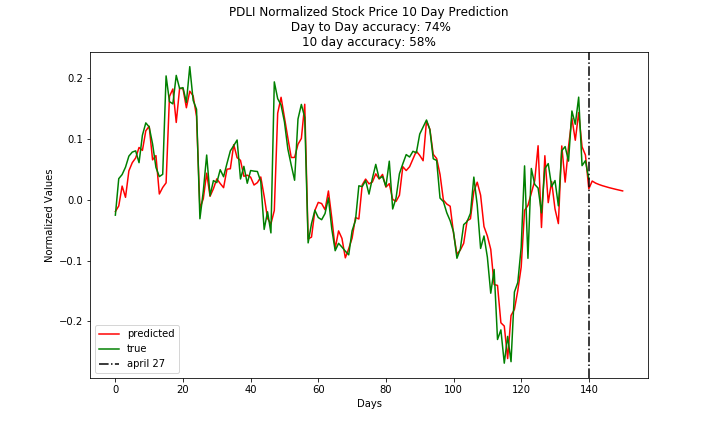 PDLI Normalized Stock Price 10 Day Prediction
Day to Day accuracy: 74%
10 day accuracy: 58%
0.2
0.1
0.0
−0.1
−0.2
Normalized Values
predicted
true
april 27
0 20 40 60 80 100 120 140
Days